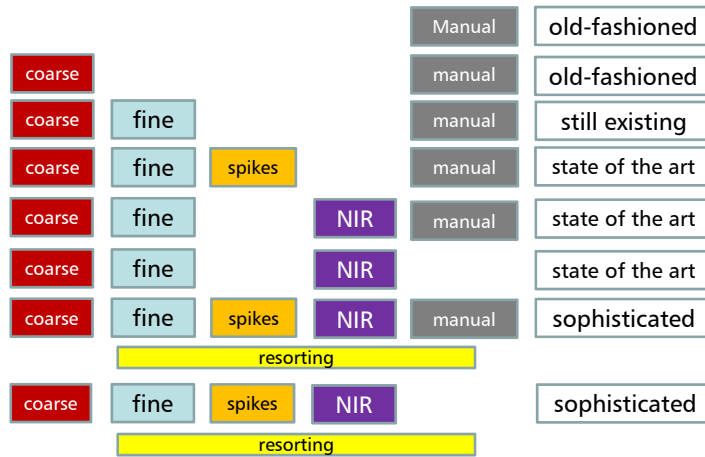 Manual old-fashioned
coarse manual old-fashioned
coarse fine manual still existing
coarse fine spikes manual state of the art
coarse fine NIR manual state of the art
coarse fine NIR state of the art
coarse fine spikes NIR manual sophisticated
resorting
coarse fine spikes NIR sophisticated
resorting